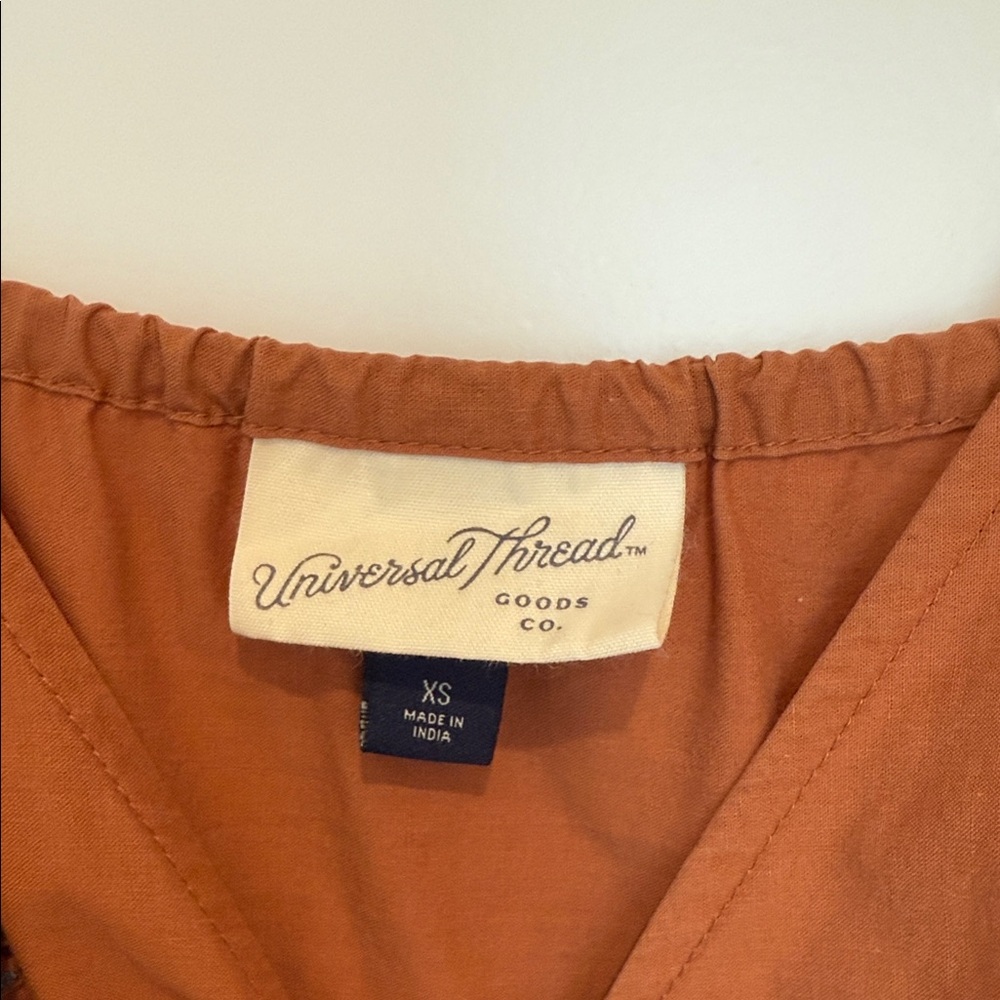 Universal Thread™
GOODS
CO.
XS
MADE IN
INDIA